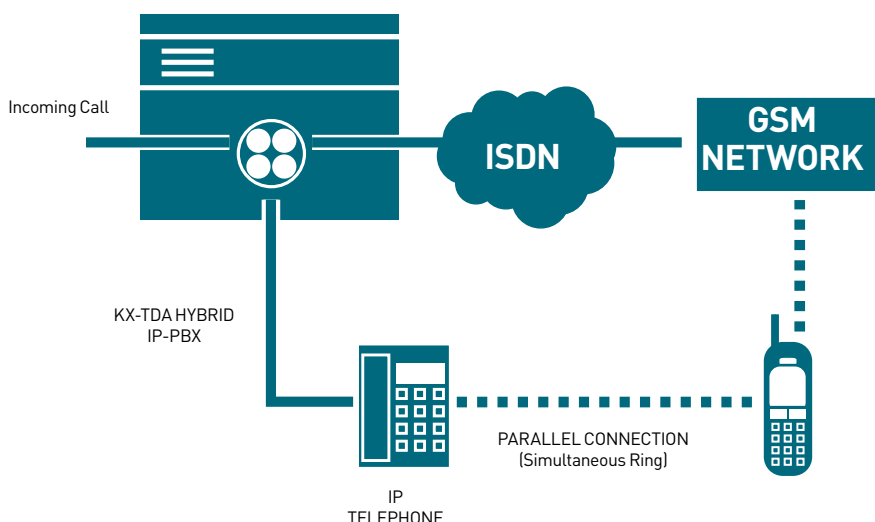 Incoming Call
ISDN
GSM
NETWORK
KX-TDA HYBRID
IP-PBX
PARALLEL CONNECTION
(Simultaneous Ring)
IP
TELEPHONE